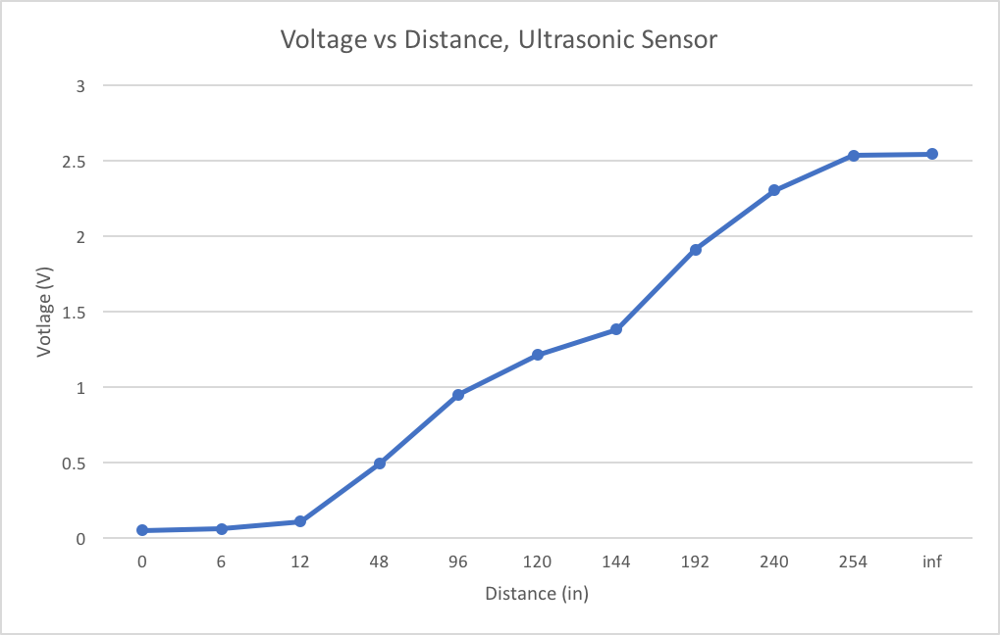 Voltage vs Distance, Ultrasonic Sensor
3
2.5
2
1.5
1
0.5
0
Votlage (V)
0 6 12 48 96 120 144 192 240 254 inf
Distance (in)